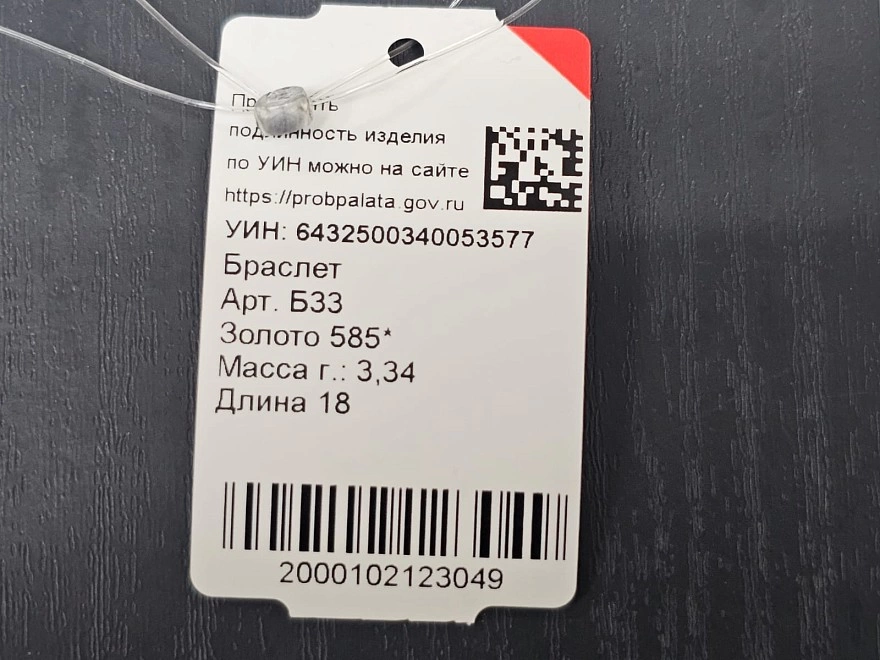 подлинность изделия
по УИН можно на сайте
https://probpalata.gov.ru
УИН: 6432500340053577
Браслет
Арт. Б33
Золото 585*
Масса г.: 3,34
Длина 18
2000102123049